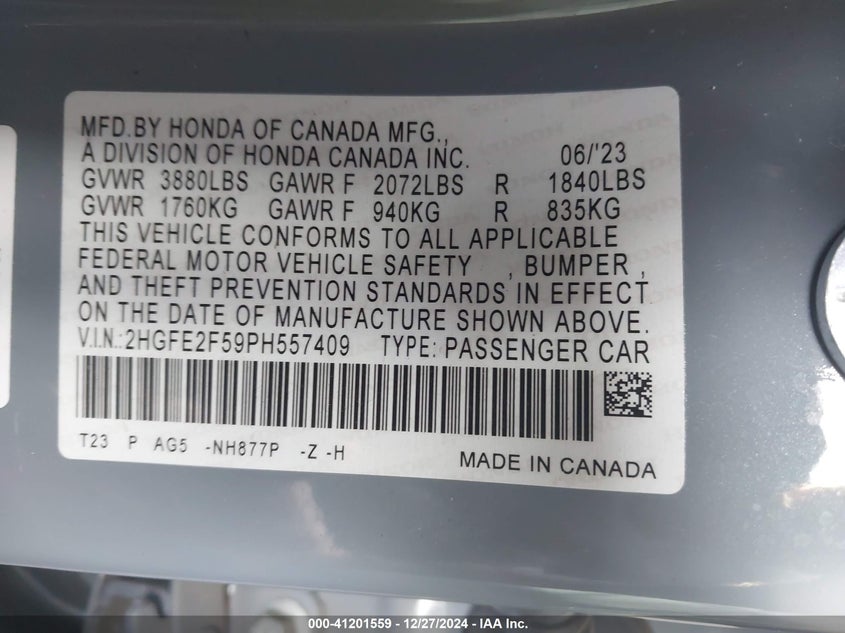 MFD.BY HONDA OF CANADA MFG.,
A DIVISION OF HONDA CANADA INC. 06/'23
GVWR 3880LBS GAWR F 2072LBS R 1840LBS
GVWR 1760KG GAWR F 940KG R 835KG
THIS VEHICLE CONFORMS TO ALL APPLICABLE
FEDERAL MOTOR VEHICLE SAFETY , BUMPER ,
AND THEFT PREVENTION STANDARDS IN EFFECT
ON THE DATE OF MANUFACTURE SHOWN ABOVE.
V.I.N.:2HGFE2F59PH557409 TYPE: PASSENGER CAR
T23 P AG5 -NH877P -Z -H
MADE IN CANADA
000-41201559 — 12/27/2024 — IAA Inc.